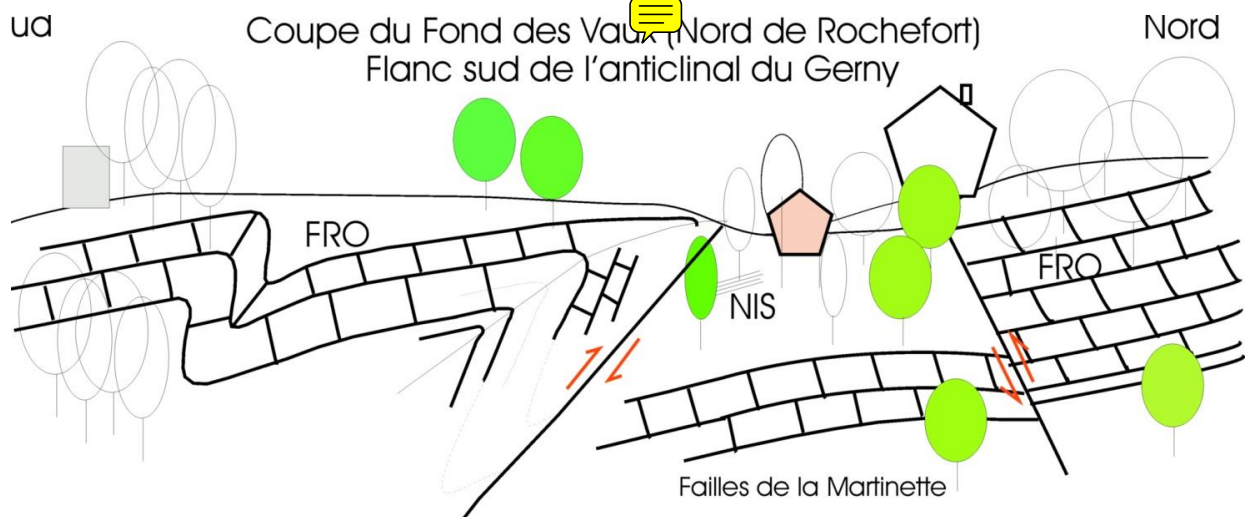 ud
Coupe du Fond des Vaux (Nord de Rochefort)
Nord
Flanc sud de l'anticlinal du Gerny
FRO
FRO
NIS
Failles de la Martinette